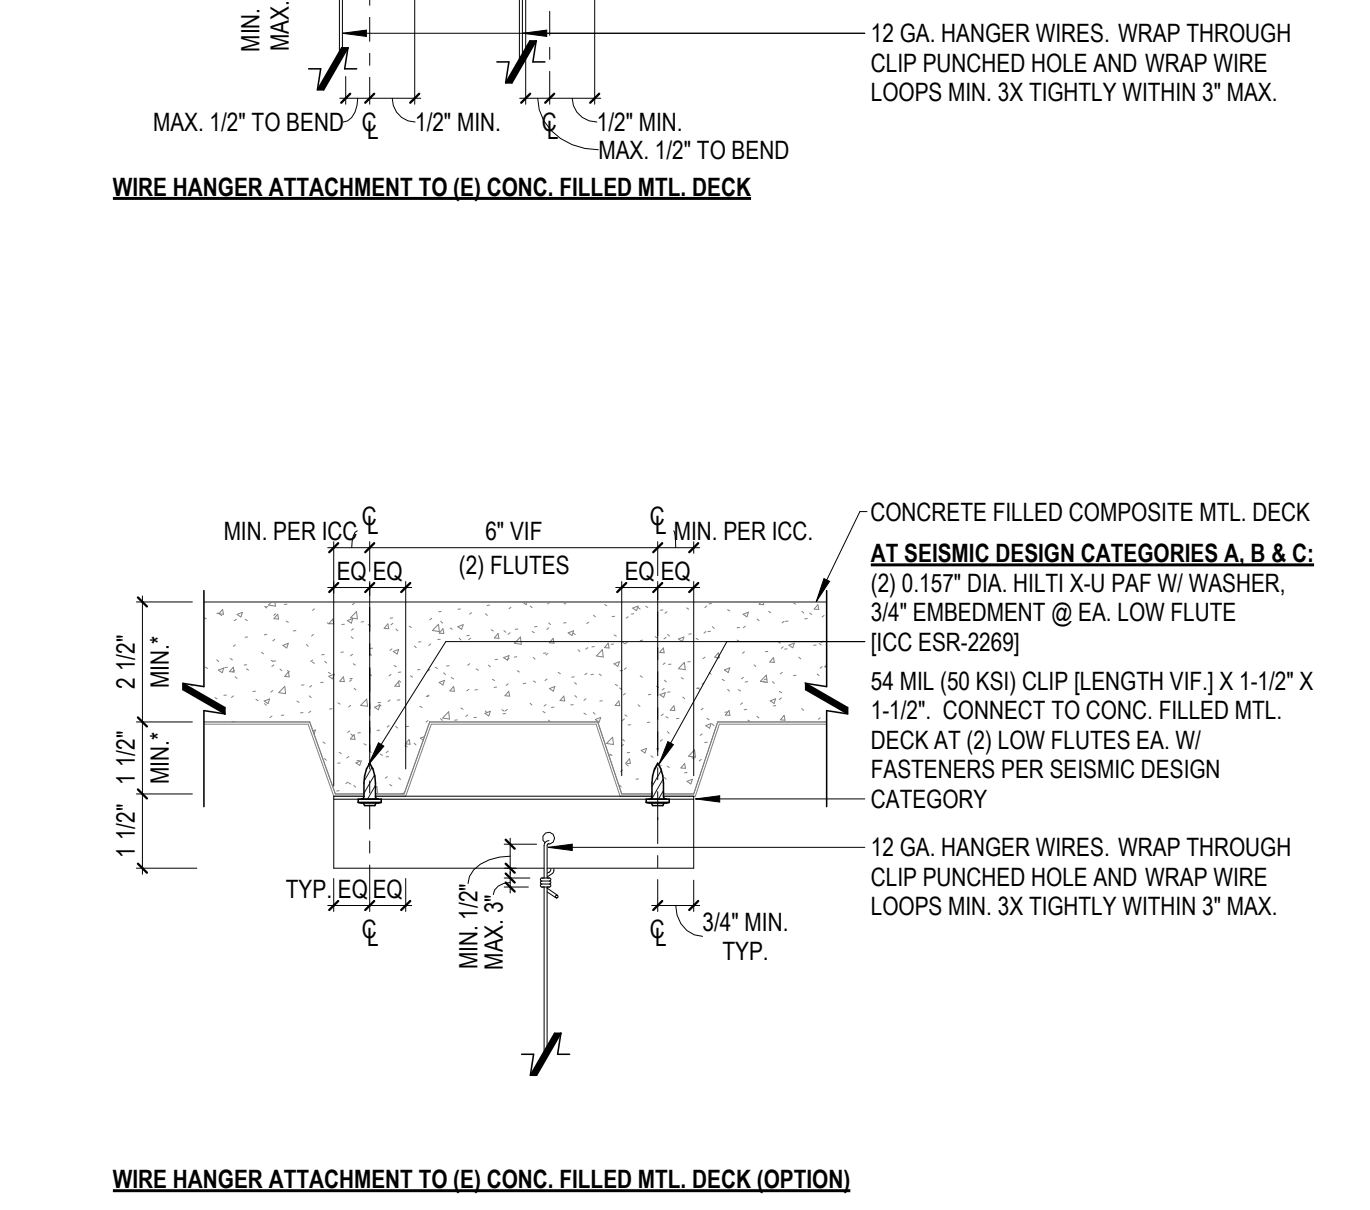 MIN.
MAX.
12 GA. HANGER WIRES. WRAP THROUGH
CLIP PUNCHED HOLE AND WRAP WIRE
LOOPS MIN. 3X TIGHTLY WITHIN 3" MAX.
MAX. 1/2" TO BEND
℄
1/2" MIN.
℄
1/2" MIN.
MAX. 1/2" TO BEND
WIRE HANGER ATTACHMENT TO (E) CONC. FILLED MTL. DECK
MIN. PER ICC
℄
6" VIF
(2) FLUTES
℄
MIN. PER ICC.
EQ EQ
EQ EQ
CONCRETE FILLED COMPOSITE MTL. DECK
AT SEISMIC DESIGN CATEGORIES A, B & C:
(2) 0.157" DIA. HILTI X-U PAF W/ WASHER,
3/4" EMBEDMENT @ EA. LOW FLUTE
[ICC ESR-2269]
54 MIL (50 KSI) CLIP [LENGTH VIF.] X 1-1/2" X
1-1/2".  CONNECT TO CONC. FILLED MTL.
DECK AT (2) LOW FLUTES EA. W/
FASTENERS PER SEISMIC DESIGN
CATEGORY
12 GA. HANGER WIRES. WRAP THROUGH
CLIP PUNCHED HOLE AND WRAP WIRE
LOOPS MIN. 3X TIGHTLY WITHIN 3" MAX.
2 1/2"
MIN.*
1 1/2"
MIN.*
1 1/2"
TYP. EQ EQ
℄
MIN. 1/2"
MAX. 3"
℄
3/4" MIN.
TYP.
WIRE HANGER ATTACHMENT TO (E) CONC. FILLED MTL. DECK (OPTION)